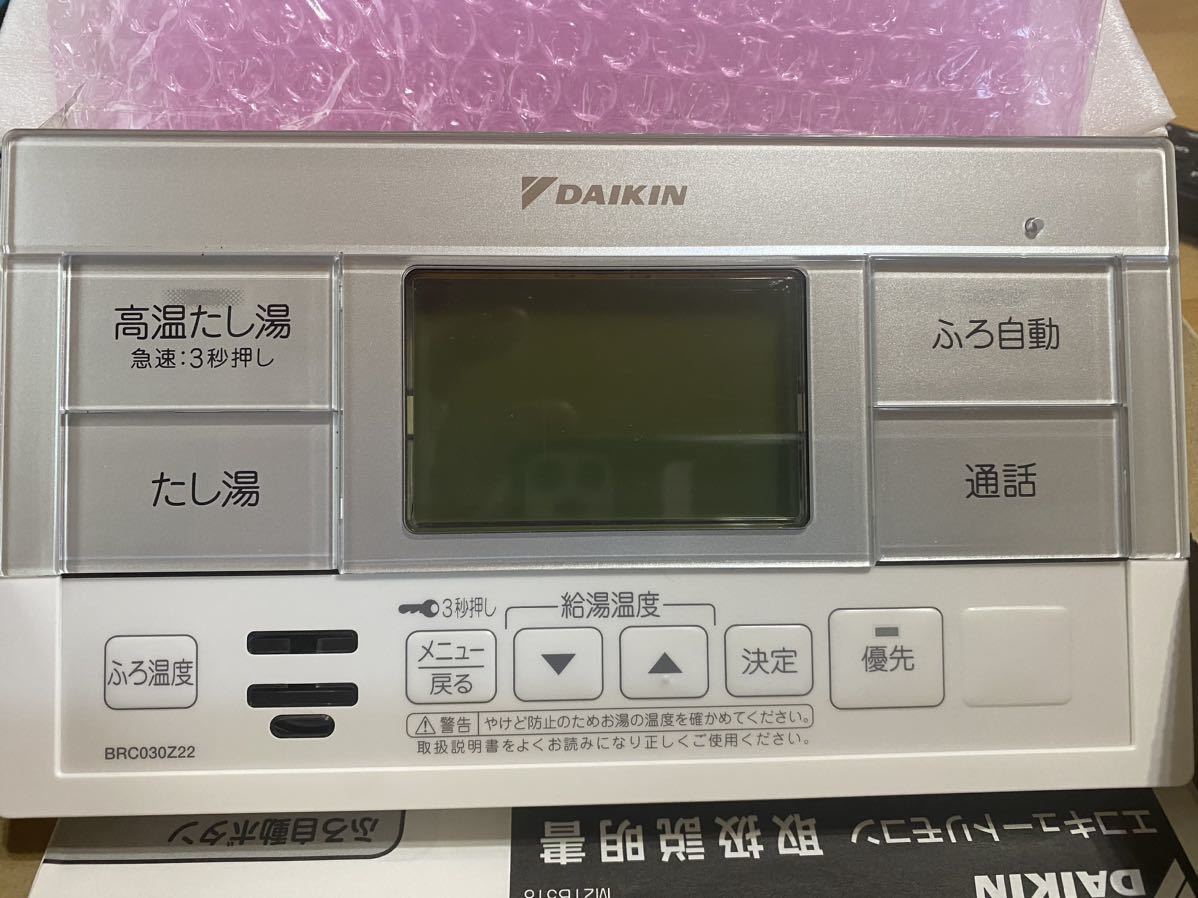 DAIKIN
高温たし湯
急速：3秒押し
たし湯
ふろ自動
通話
3秒押し
給湯温度
ふろ温度
メニュー
戻る
▼
▲
決定
優先
警告 やけど防止のためお湯の温度を確かめてください。
取扱説明書をよくお読みになり正しくご使用ください。
BRC030Z22
ふろ自動ボタン
エコキュートリモコン 取扱説明書
DAIKIN